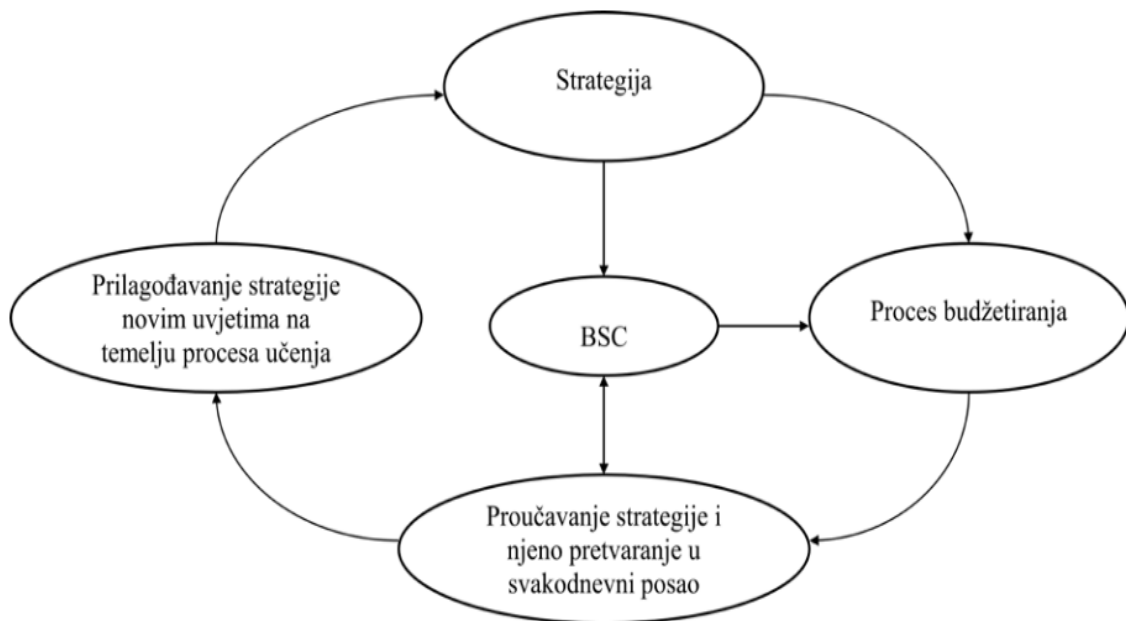 Strategija
Prilagođavanje strategije
novim uvjetima na
temelju procesa učenja
BSC
Proces budžetiranja
Proučavanje strategije i
njeno pretvaranje u
svakodnevni posao